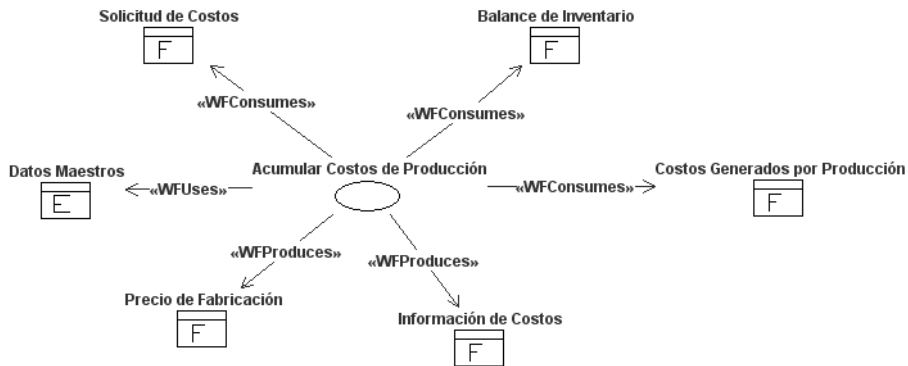 Solicitud de Costos
F
Balance de Inventario
F
«WFConsumes»
«WFConsumes»
Datos Maestros
E
«WFUses»
Acumular Costos de Producción
«WFConsumes»
Costos Generados por Producción
F
«WFProduces»
«WFProduces»
Precio de Fabricación
F
Información de Costos
F